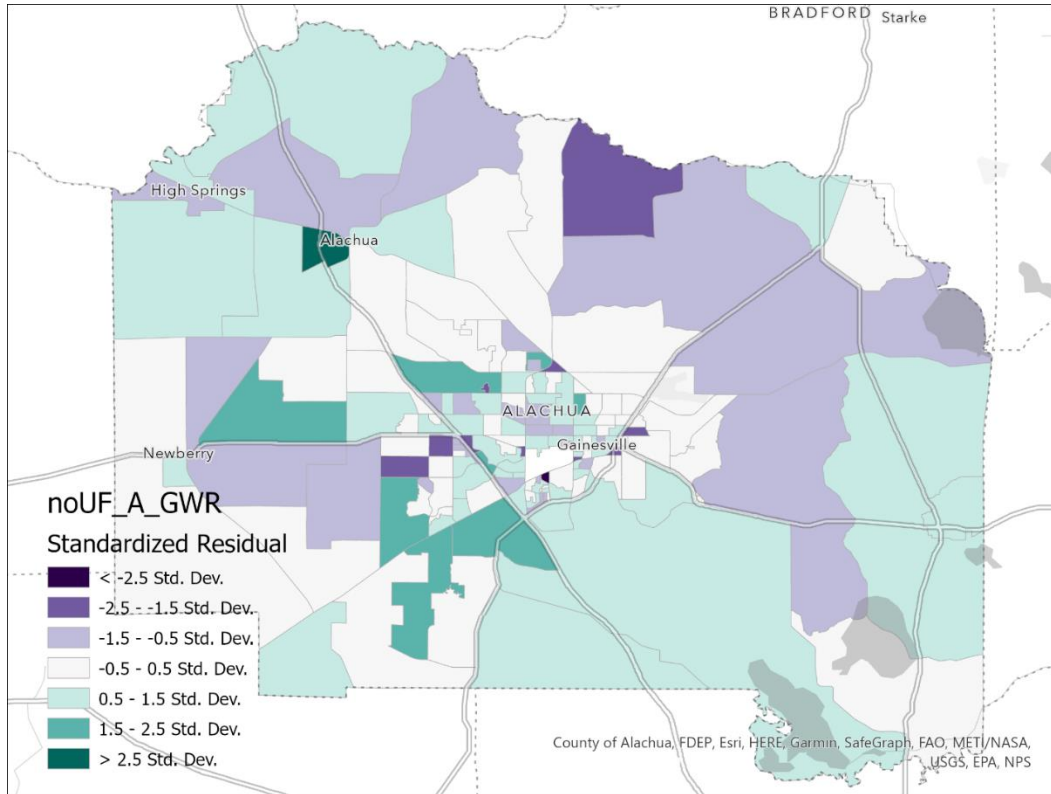 BRADFORD Starke
High Springs
Alachua
ALACHUA
Gainesville
Newberry
noUF_A_GWR
Standardized Residual
< -2.5 Std. Dev.
-2.5 - -1.5 Std. Dev.
-1.5 - -0.5 Std. Dev.
-0.5 - 0.5 Std. Dev.
0.5 - 1.5 Std. Dev.
1.5 - 2.5 Std. Dev.
> 2.5 Std. Dev.
County of Alachua, FDEP, Esri, HERE, Garmin, SafeGraph, FAO, METI/NASA,
USGS, EPA, NPS